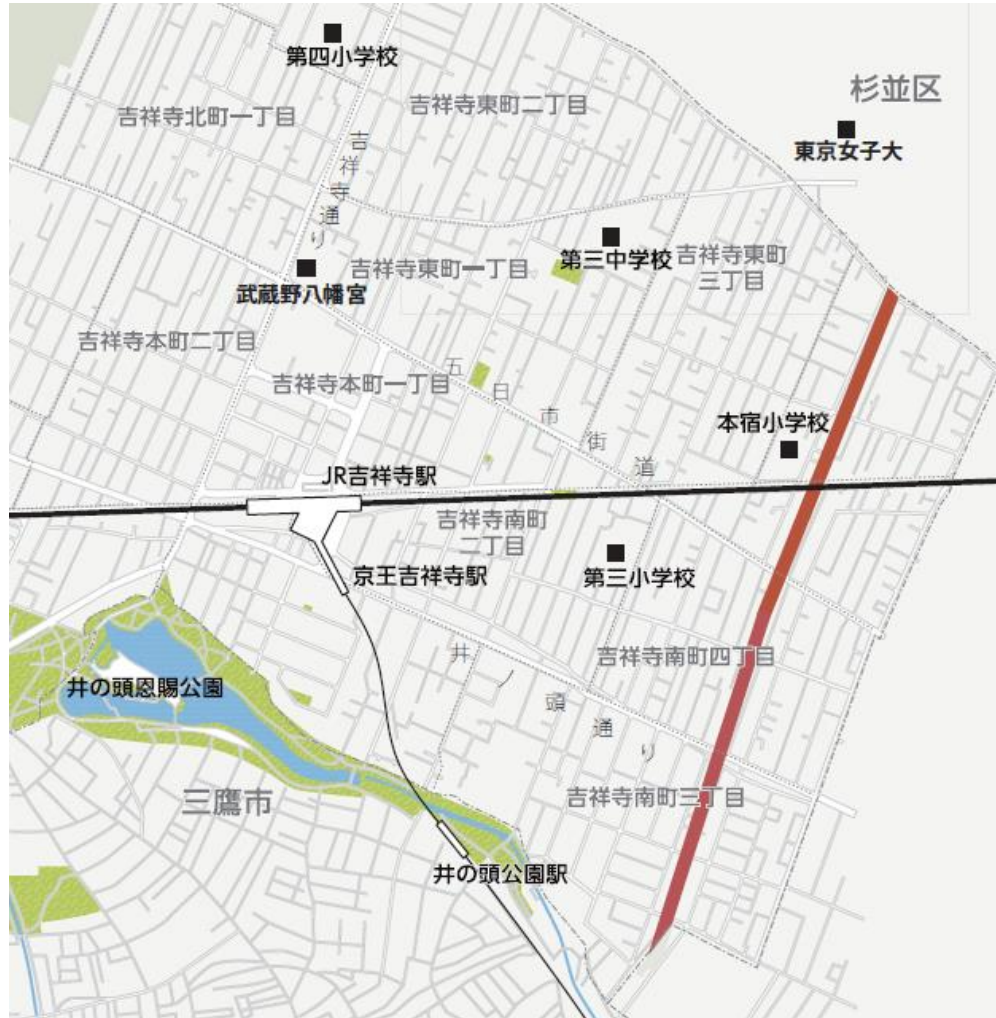 第四小学校
杉並区
吉祥寺北町一丁目
吉祥寺東町二丁目
東京女子大
吉祥寺通り
第三中学校
吉祥寺東町
三丁目
吉祥寺東町一丁目
武蔵野八幡宮
吉祥寺本町二丁目
吉祥寺本町一丁目
五日市街道
本宿小学校
JR吉祥寺駅
吉祥寺南町
二丁目
京王吉祥寺駅
第三小学校
吉祥寺南町四丁目
井ノ頭通り
井の頭恩賜公園
三鷹市
吉祥寺南町三丁目
井の頭公園駅